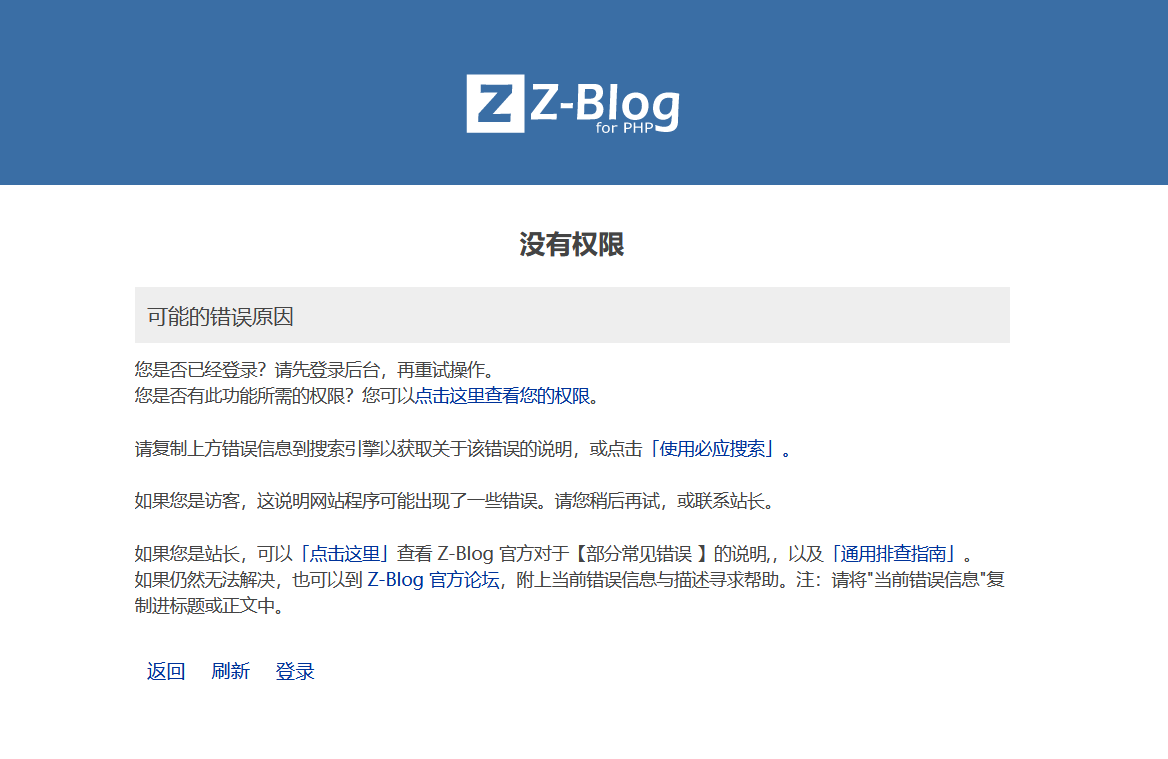 Z Z-Blog
for PHP
没有权限
可能的错误原因
您是否已经登录？请先登录后台，再重试操作。
您是否有此功能所需的权限？您可以点击这里查看您的权限。
请复制上方错误信息到搜索引擎以获取关于该错误的说明，或点击「使用必应搜索」。
如果您是访客，这说明网站程序可能出现了一些错误。请您稍后再试，或联系站长。
如果您是站长，可以「点击这里」查看 Z-Blog 官方对于【部分常见错误 】的说明,，以及「通用排查指南」。
如果仍然无法解决，也可以到 Z-Blog 官方论坛，附上当前错误信息与描述寻求帮助。注：请将"当前错误信息"复
制进标题或正文中。
返回 刷新 登录